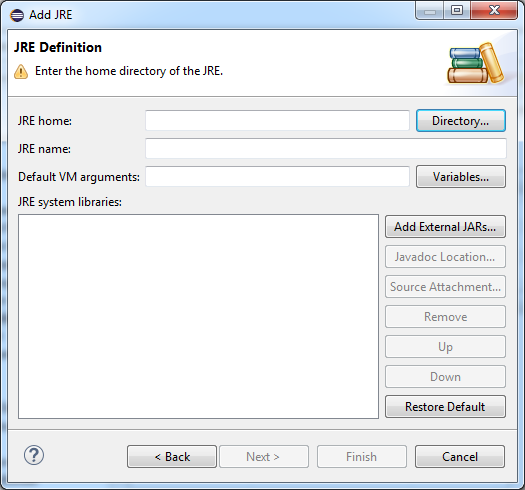 Add JRE
JRE Definition
Enter the home directory of the JRE.
JRE home:
Directory...
JRE name:
Default VM arguments:
Variables...
JRE system libraries:
Add External JARs...
Javadoc Location...
Source Attachment...
Remove
Up
Down
Restore Default
?
< Back
Next >
Finish
Cancel